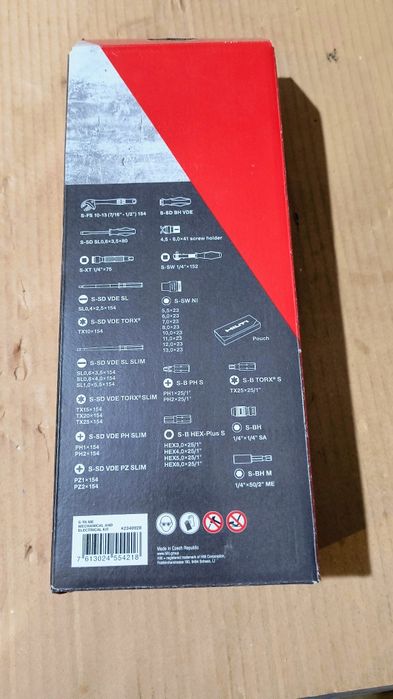 S-FS 10-13 (7/16" - 1/2") 154
S-SD BH VDE
S-SD SL0,6×3,5×80
4,5 - 6,0×41 screw holder
S-XT 1/4"×75
S-SW 1/4"×152
S-SD VDE SL
SL0,4×2,5×154
S-SD VDE TORX®
TX10×154
S-SW NI
5,5×23
6,0×23
7,0×23
8,0×23
10,0×23
11,0×23
12,0×23
13,0×23
HILTI
Pouch
S-SD VDE SL SLIM
SL0,6×3,5×154
SL0,8×4,0×154
SL1,0×5,5×154
S-SD VDE TORX® SLIM
TX15×154
TX20×154
TX25×154
S-SD VDE PH SLIM
PH1×154
PH2×154
S-SD VDE PZ SLIM
PZ1×154
PZ2×154
S-B PH S
PH1×25/1"
PH2×25/1"
S-B HEX-Plus S
HEX3,0×25/1"
HEX4,0×25/1"
HEX5,0×25/1"
HEX6,0×25/1"
S-B TORX® S
TX25×25/1"
S-BH
1/4"×1/4" SA
S-BH M
1/4"×50/2" ME
MECHANICAL AND
ELECTRICAL KIT
7 613024 554218
Made in Czech Republic